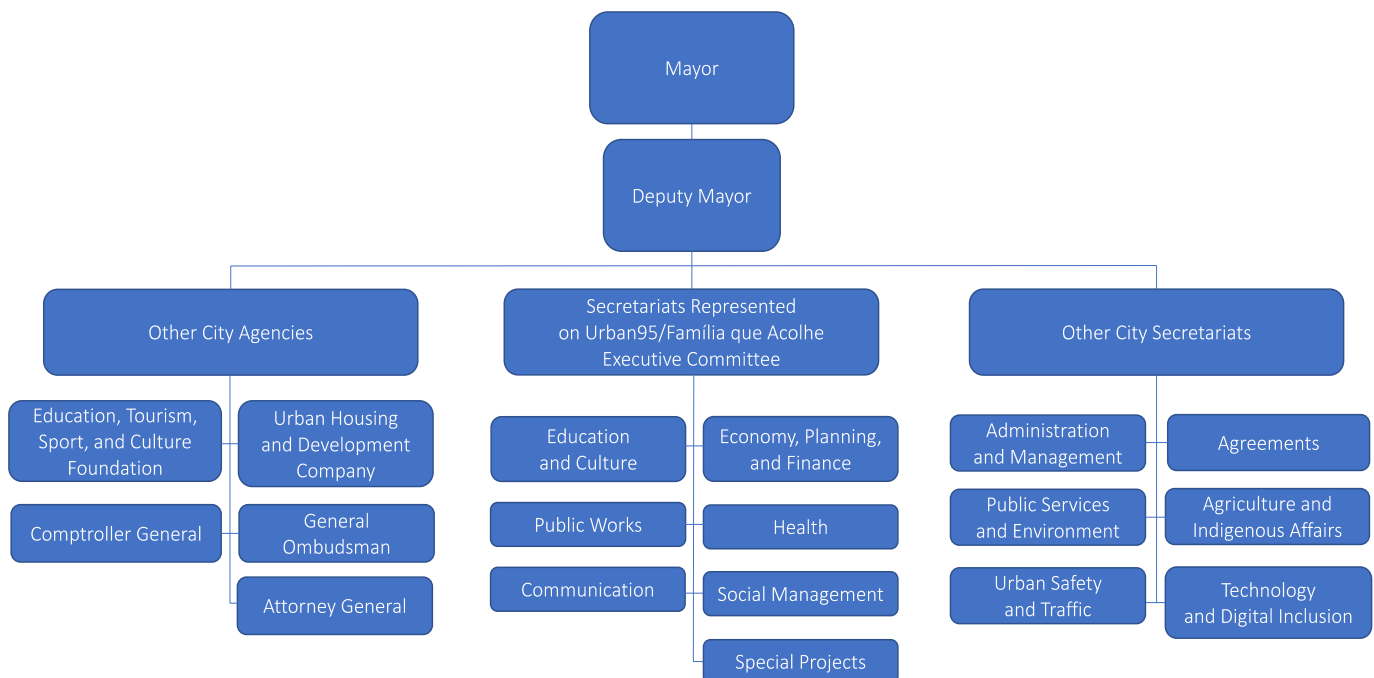 Mayor
Deputy Mayor
Other City Agencies
Secretariats Represented
on Urban95/Família que Acolhe
Executive Committee
Other City Secretariats
Education, Tourism,
Sport, and Culture
Foundation
Urban Housing
and Development
Company
Comptroller General
General
Ombudsman
Attorney General
Education
and Culture
Economy, Planning,
and Finance
Public Works
Health
Communication
Social Management
Special Projects
Administration
and Management
Agreements
Public Services
and Environment
Agriculture and
Indigenous Affairs
Urban Safety
and Traffic
Technology
and Digital Inclusion